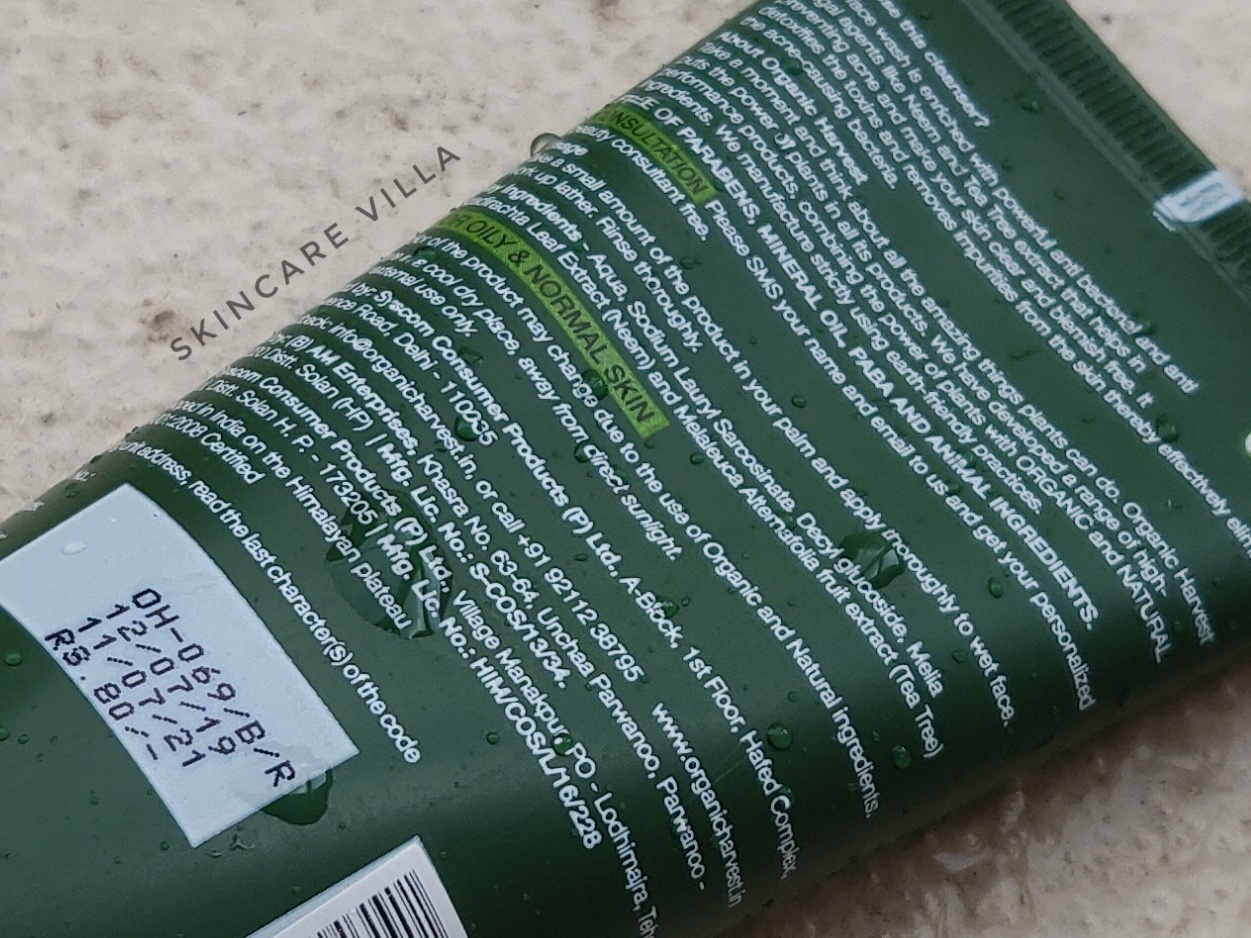 use this cleanser?
face wash is enriched with powerful anti bacterial and anti
agents like Neem and Tea Tree extract that helps in
preventing acne and make your skin clear and blemish free. It
detoxifies the toxins and removes impurities from the skin thereby effectively
the acne-causing bacteria.
About Organic Harvest
Take a moment and think about all the amazing things plants can do. Organic Harvest
puts the power of plants in all its products. We have developed a range of high-
performance products, combining the power of plants with ORGANIC and NATURAL
ingredients. We manufacture strictly using earth-friendly practices.
OF PARABENS, MINERAL OIL, PABA AND ANIMAL INGREDIENTS.
CONSULTATION Please SMS your name and email to us and get your personalized
beauty consultant free.
a small amount of the product in your palm and apply thoroughly to wet face.
up lather. Rinse thoroughly.
Ingredients - Aqua, Sodium Lauryl Sarcosinate, Decyl glucoside, Melia
Leaf Extract (Neem) and Melaleuca Alternafolia fruit extract (Tea Tree)
OILY & NORMAL SKIN
of the product may change due to the use of Organic and Natural ingredients.
cool dry place, away from direct sunlight.
external use only.
by: Syscom Consumer Products (P) Ltd., A-Block, 1st Floor, Hafed Complex,
Road, Delhi - 110035
info@organicharvest.in, or call +91 92112 38795 www.organicharvest.in
(B) AM Enterprises, Khasra No. 63-64, Unchaa Parwanoo, Parwanoo -
Distt. Solan (HP) | Mfg. Lic. No.: S-COS/13/34,
Consumer Products (P) Ltd., Village Manakpur, PO - Lodhimajra,
Distt. Solan H. P. - 173205 | Mfg. Lic. No.: HIM/COS/L/16/228
in India on the Himalayan plateau
2008 Certified
address, read the last character(s) of the code
OH-069/B/R
12/07/19
11/07/21
RS. 80/-
SKINCARE VILLA